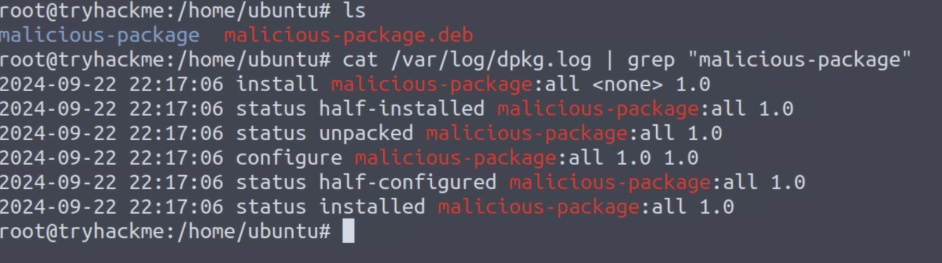 root@tryhackme:/home/ubuntu# ls
malicious-package  malicious-package.deb
root@tryhackme:/home/ubuntu# cat /var/log/dpkg.log | grep "malicious-package"
2024-09-22 22:17:06 install malicious-package:all <none> 1.0
2024-09-22 22:17:06 status half-installed malicious-package:all 1.0
2024-09-22 22:17:06 status unpacked malicious-package:all 1.0
2024-09-22 22:17:06 configure malicious-package:all 1.0 1.0
2024-09-22 22:17:06 status half-configured malicious-package:all 1.0
2024-09-22 22:17:06 status installed malicious-package:all 1.0
root@tryhackme:/home/ubuntu#